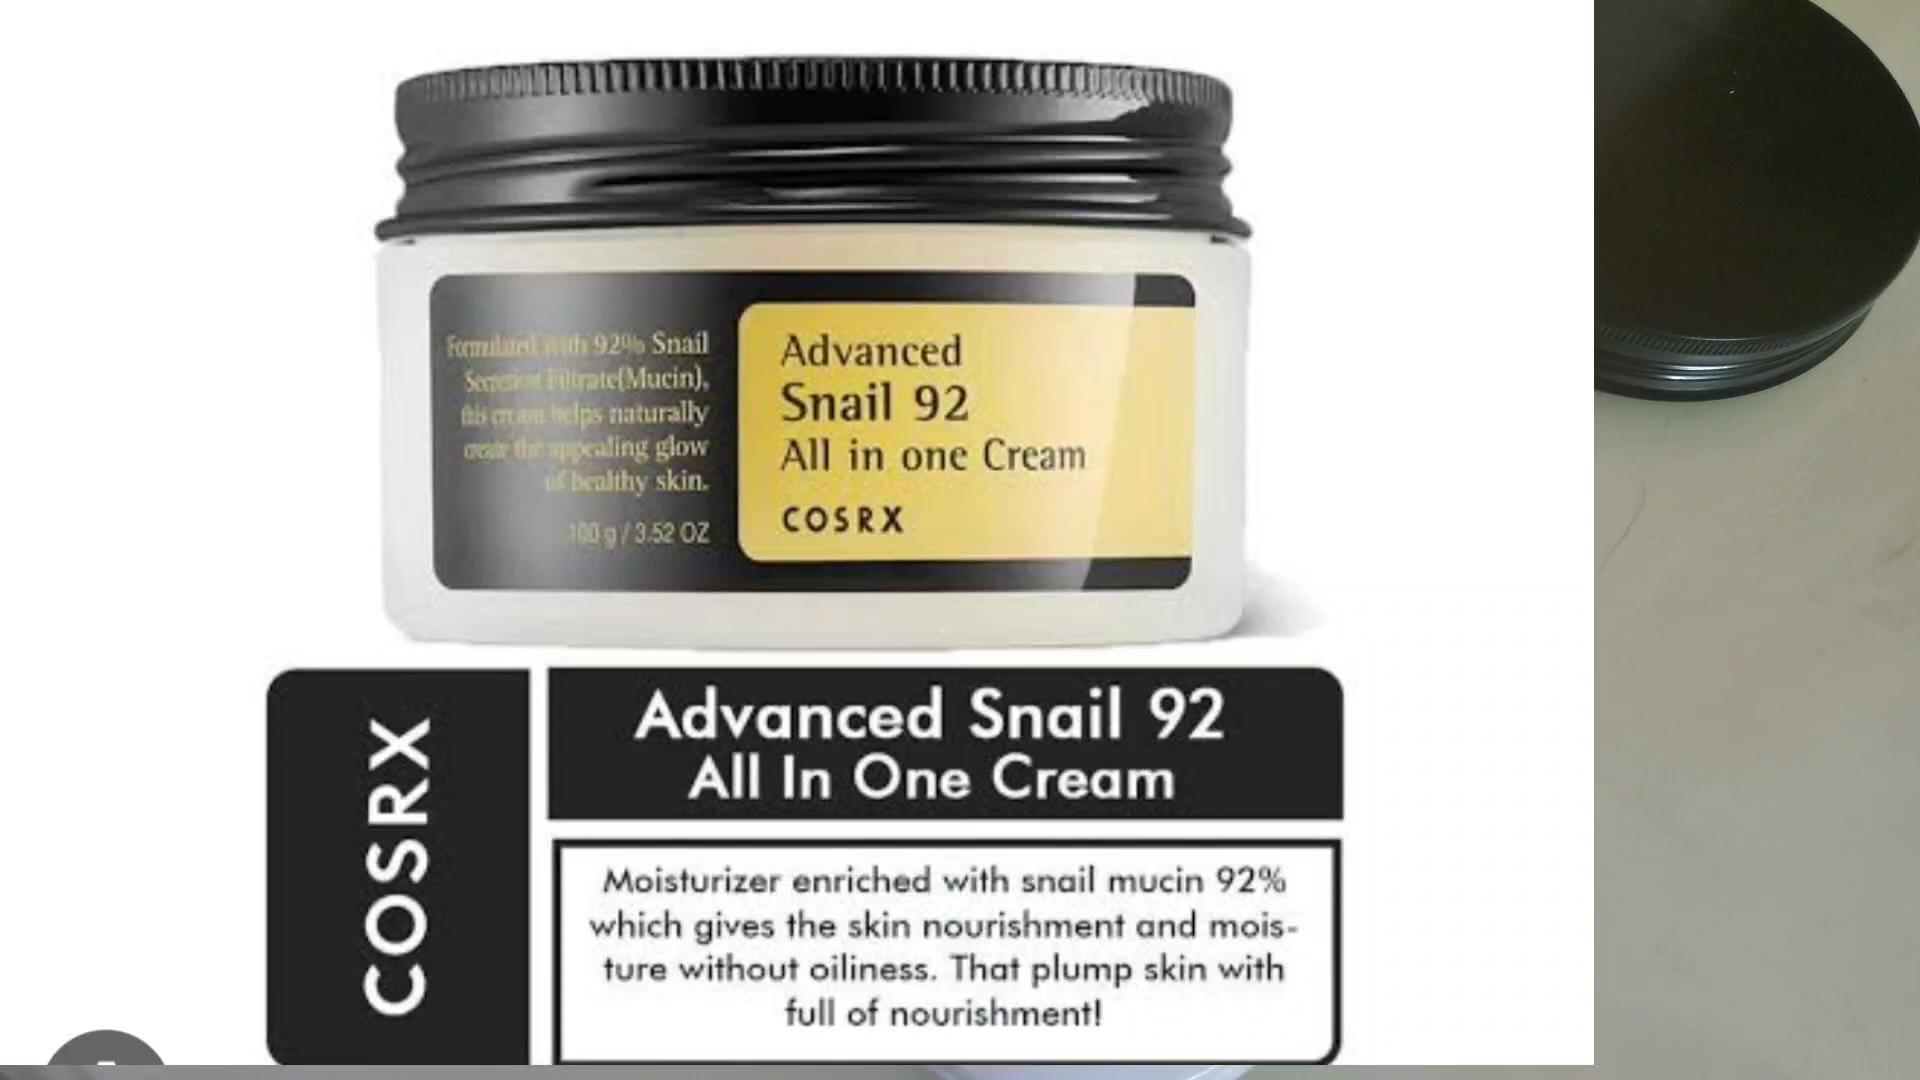 Formulated with 92% Snail
Secretion Filtrate(Mucin),
this cream helps naturally
create the appealing glow
of healthy skin.
100 g / 3.52 OZ
Advanced
Snail 92
All in one Cream
COSRX
COSRX
Advanced Snail 92
All In One Cream
Moisturizer enriched with snail mucin 92%
which gives the skin nourishment and mois-
ture without oiliness. That plump skin with
full of nourishment!